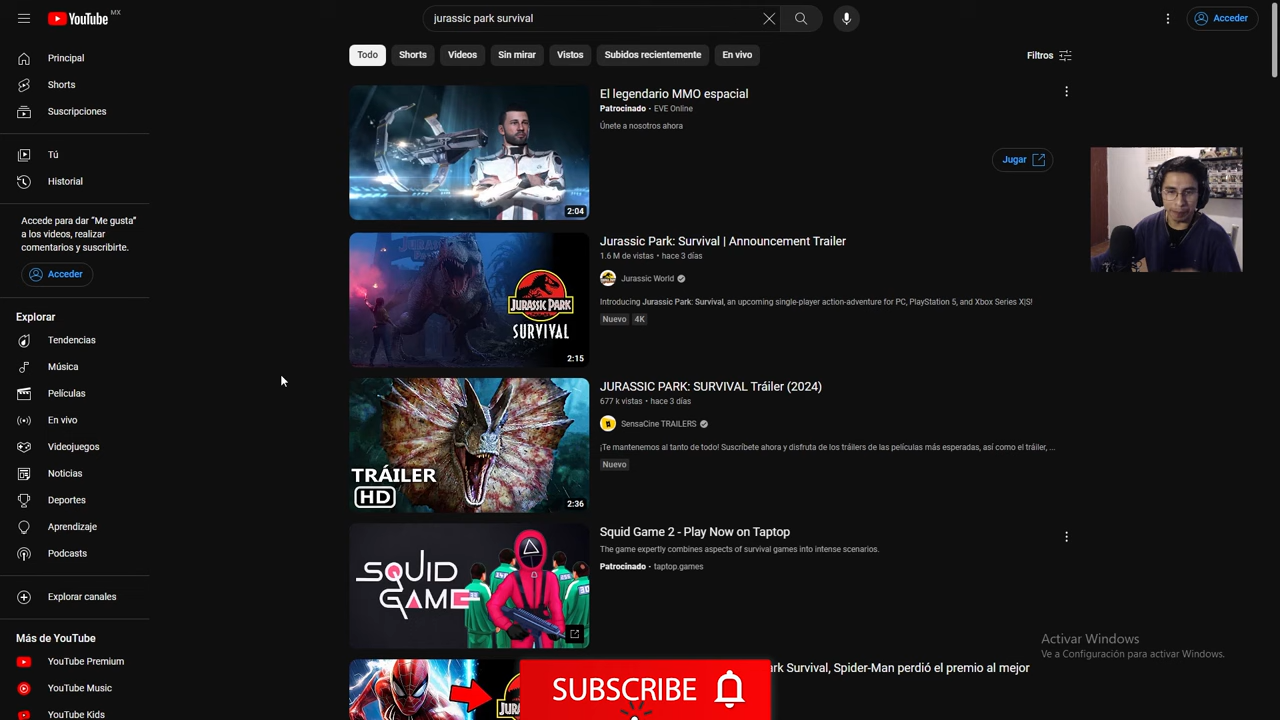 YouTube MX
jurassic park survival
Acceder
Todo
Shorts
Videos
Sin mirar
Vistos
Subidos recientemente
En vivo
Filtros
Principal
Shorts
Suscripciones
Tú
Historial
Accede para dar “Me gusta”
a los videos, realizar
comentarios y suscribirte.
Acceder
Explorar
Tendencias
Música
Películas
En vivo
Videojuegos
Noticias
Deportes
Aprendizaje
Podcasts
Explorar canales
Más de YouTube
YouTube Premium
YouTube Music
YouTube Kids
2:04
El legendario MMO espacial
Patrocinado • EVE Online
Únete a nosotros ahora
Jugar
JURASSIC PARK
SURVIVAL
2:15
Jurassic Park: Survival | Announcement Trailer
1.6 M de vistas • hace 3 días
Jurassic World
Introducing Jurassic Park: Survival, an upcoming single-player action-adventure for PC, PlayStation 5, and Xbox Series X|S!
Nuevo 4K
TRÁILER
HD
2:36
JURASSIC PARK: SURVIVAL Tráiler (2024)
677 k vistas • hace 3 días
SensaCine TRAILERS
¡Te mantenemos al tanto de todo! Suscríbete ahora y disfruta de los tráilers de las películas más esperadas, así como el tráiler, ...
Nuevo
SQUID
GAME
Squid Game 2 - Play Now on Taptop
The game expertly combines aspects of survival games into intense scenarios.
Patrocinado • taptop.games
Activar Windows
Ve a Configuración para activar Windows.
rk Survival, Spider-Man perdió el premio al mejor
SUBSCRIBE